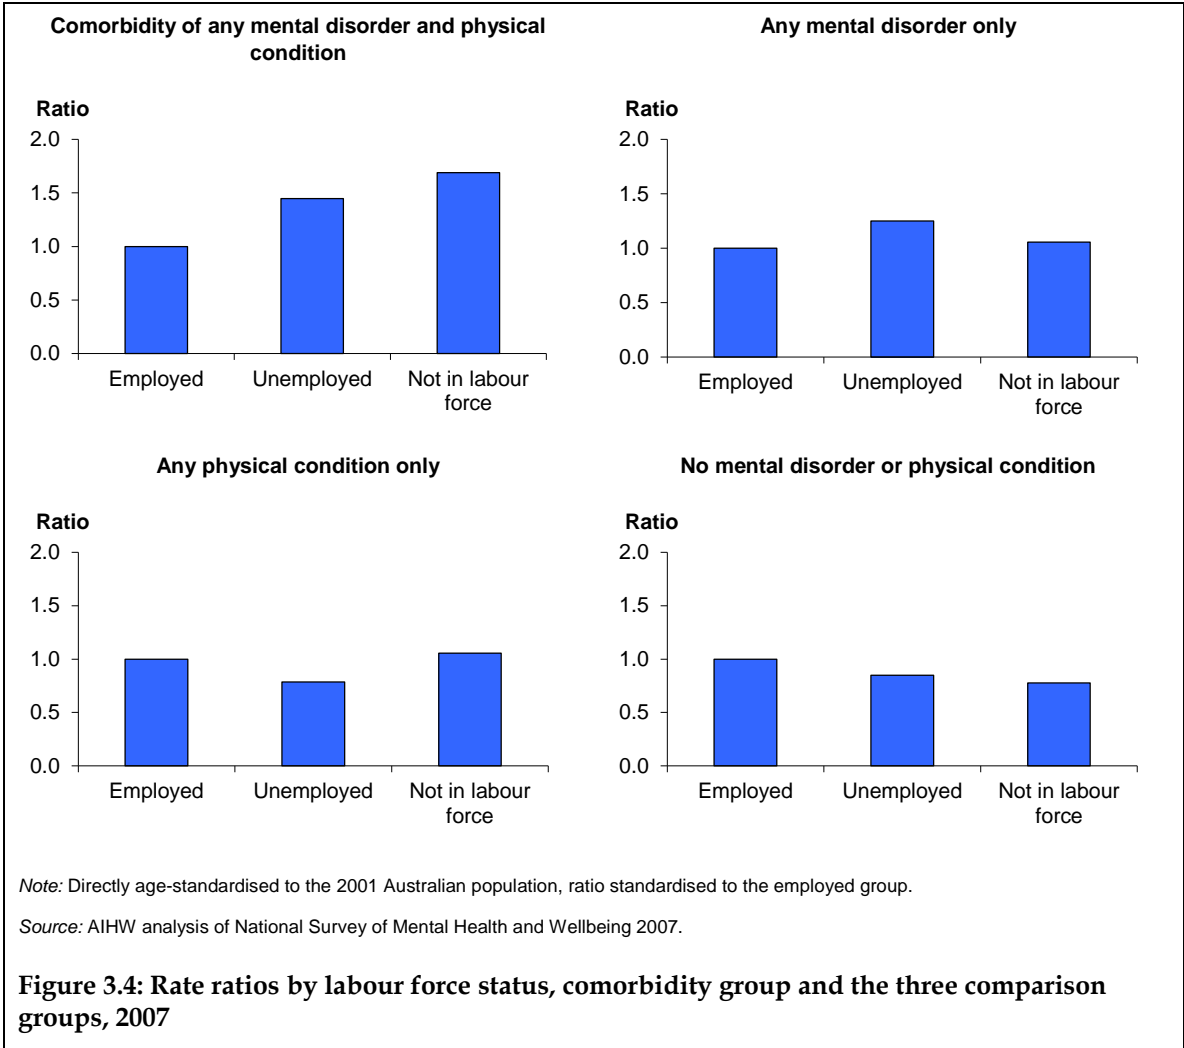 Comorbidity of any mental disorder and physical
condition
Ratio
2.0
1.5
1.0
0.5
0.0
Employed
Unemployed
Not in labour
force
Any mental disorder only
Ratio
2.0
1.5
1.0
0.5
0.0
Employed
Unemployed
Not in labour
force
Any physical condition only
Ratio
2.0
1.5
1.0
0.5
0.0
Employed
Unemployed
Not in labour
force
No mental disorder or physical condition
Ratio
2.0
1.5
1.0
0.5
0.0
Employed
Unemployed
Not in labour
force
Note: Directly age-standardised to the 2001 Australian population, ratio standardised to the employed group.
Source: AIHW analysis of National Survey of Mental Health and Wellbeing 2007.
Figure 3.4: Rate ratios by labour force status, comorbidity group and the three comparison
groups, 2007